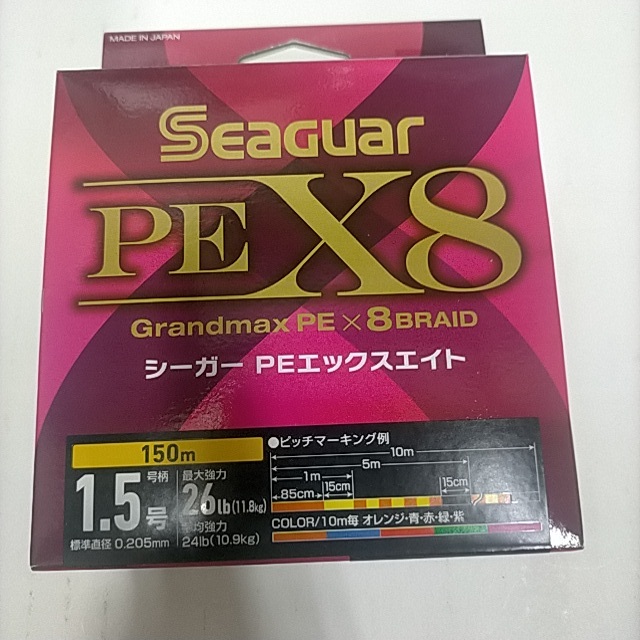 MADE IN JAPAN
SEAGUAR
PE X8
Grandmax PE×8BRAID
シーガー PEエックスエイト
150m
1.5号
号柄
標準直径 0.205mm
最大強力
26lb(11.8kg)
平均強力
24lb(10.9kg)
●ピッチマーキング例
10m
5m
1m
85cm
15cm
15cm
COLOR/10m毎 オレンジ・青・赤・緑・紫